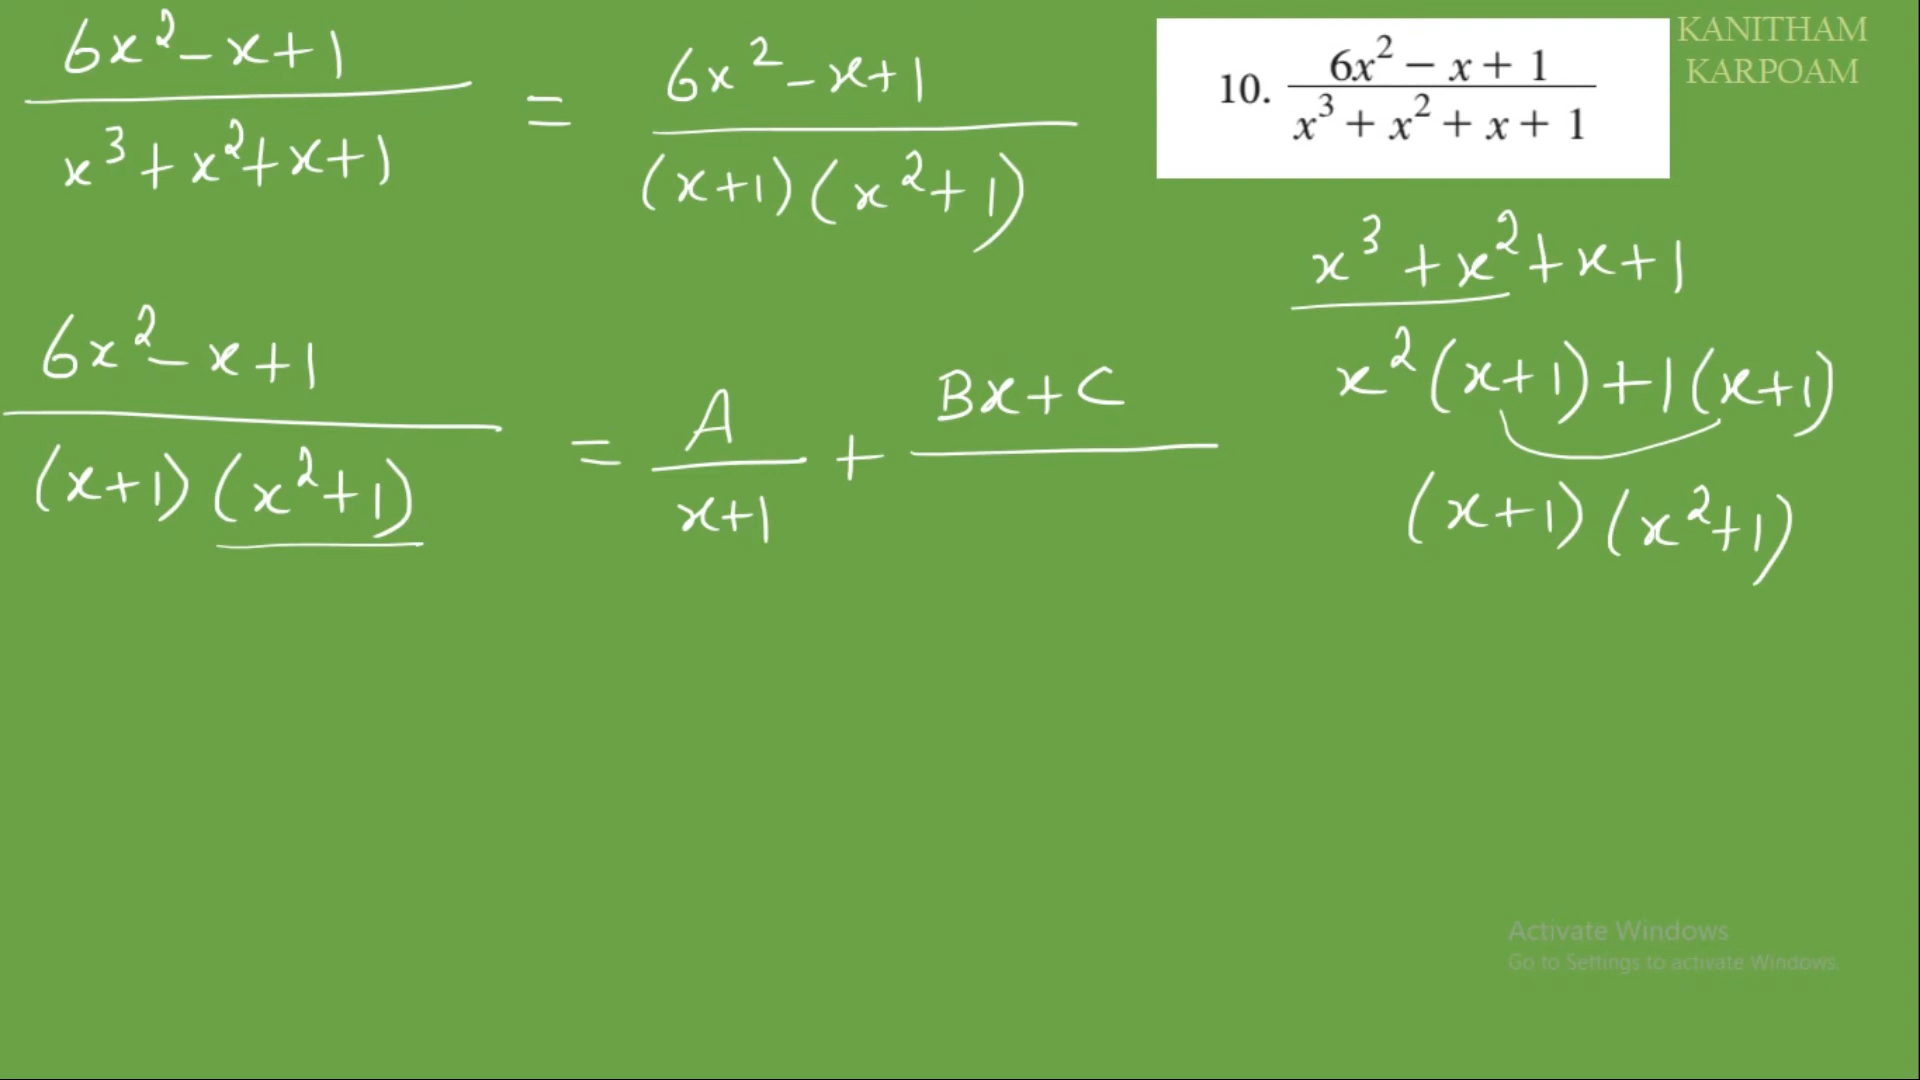 6x² - x + 1 / x³ + x² + x + 1 = 6x² - x + 1 / (x+1)(x²+1)
6x² - x + 1 / (x+1)(x²+1) = A / x+1 + Bx + C
10. 6x² − x + 1 / x³ + x² + x + 1
KANITHAM
KARPOAM
x³ + x² + x + 1
x²(x+1) + 1(x+1)
(x+1)(x²+1)
Activate Windows
Go to Settings to activate Windows.